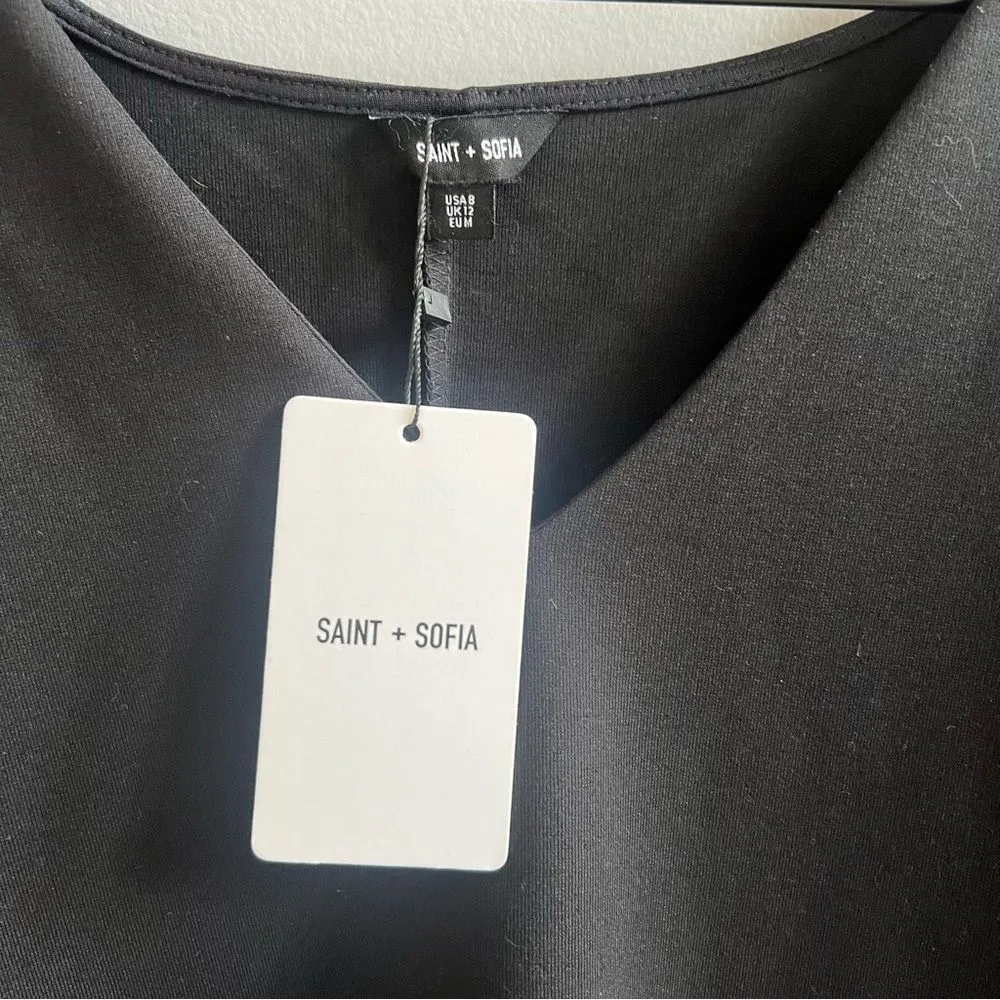 SAINT + SOFIA
USA 8
UK 12
EU M
SAINT + SOFIA